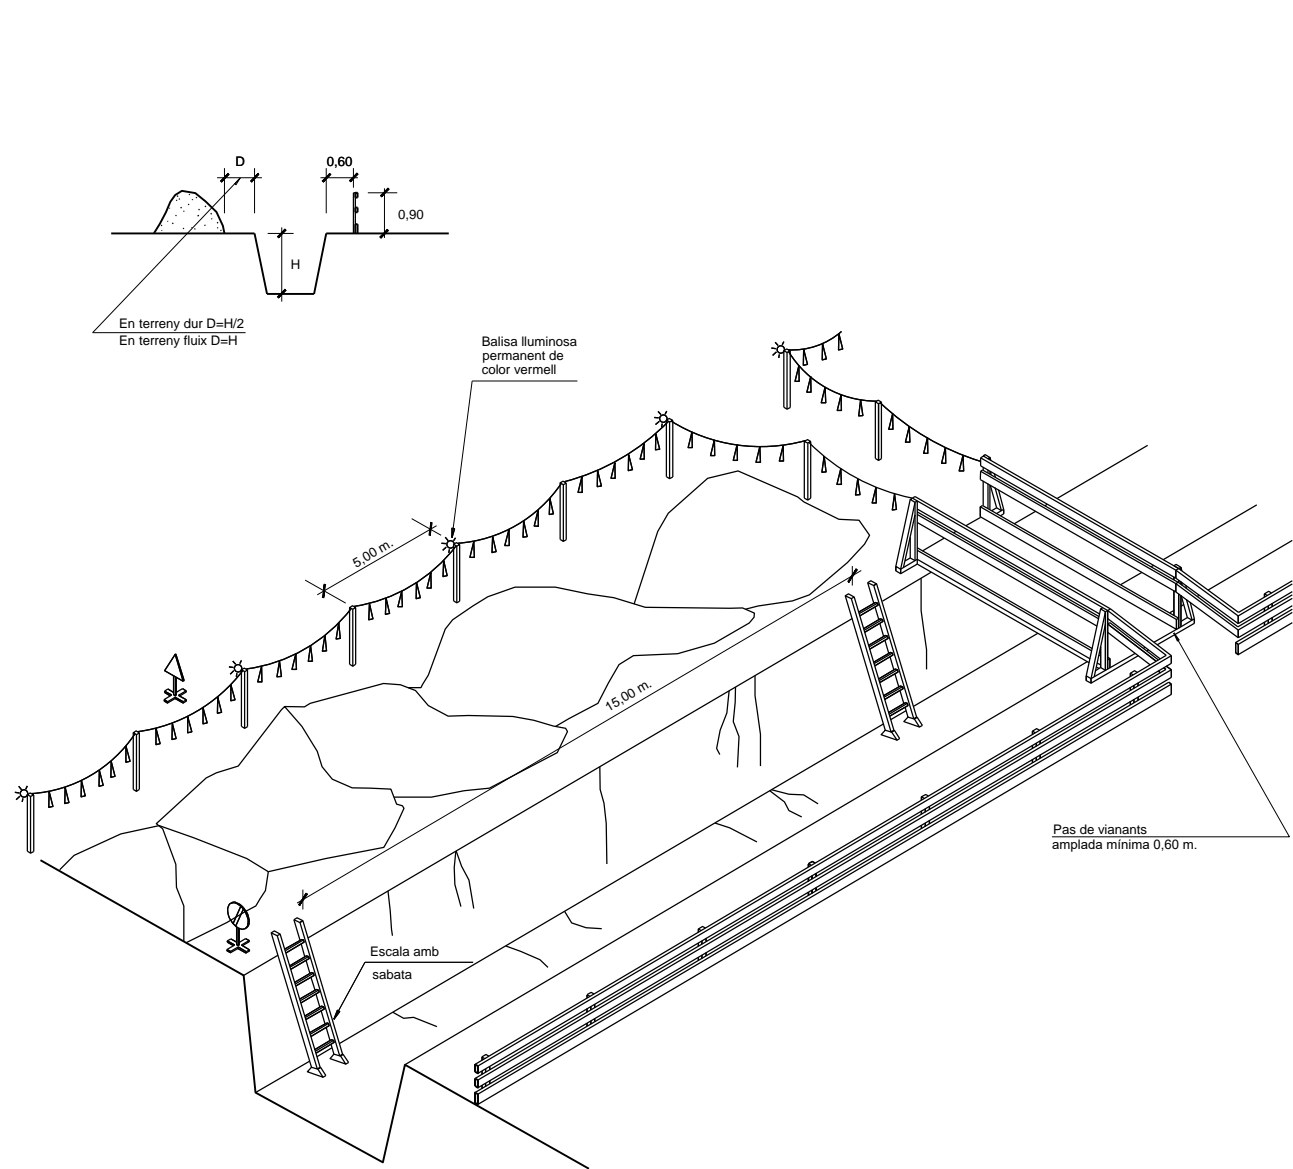 D
0,60
0,90
H
En terreny dur D=H/2
En terreny fluix D=H
Balisa lluminosa
permanent de
color vermell
5,00 m.
15,00 m.
Pas de vianants
amplada mínima 0,60 m.
Escala amb
sabata